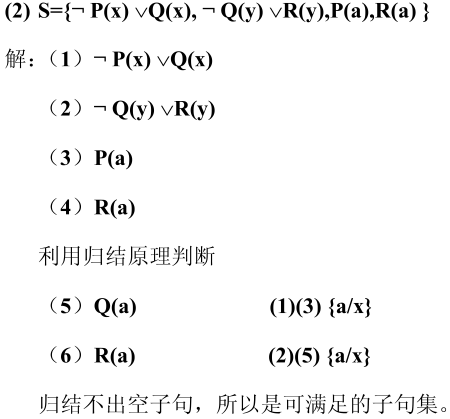 (2) S={¬ P(x) ∨Q(x), ¬ Q(y) ∨R(y),P(a),R(a) }
解：（1）¬ P(x) ∨Q(x)
（2）¬ Q(y) ∨R(y)
（3）P(a)
（4）R(a)
利用归结原理判断
（5）Q(a) (1)(3) {a/x}
（6）R(a) (2)(5) {a/x}
归结不出空子句，所以是可满足的子句集。